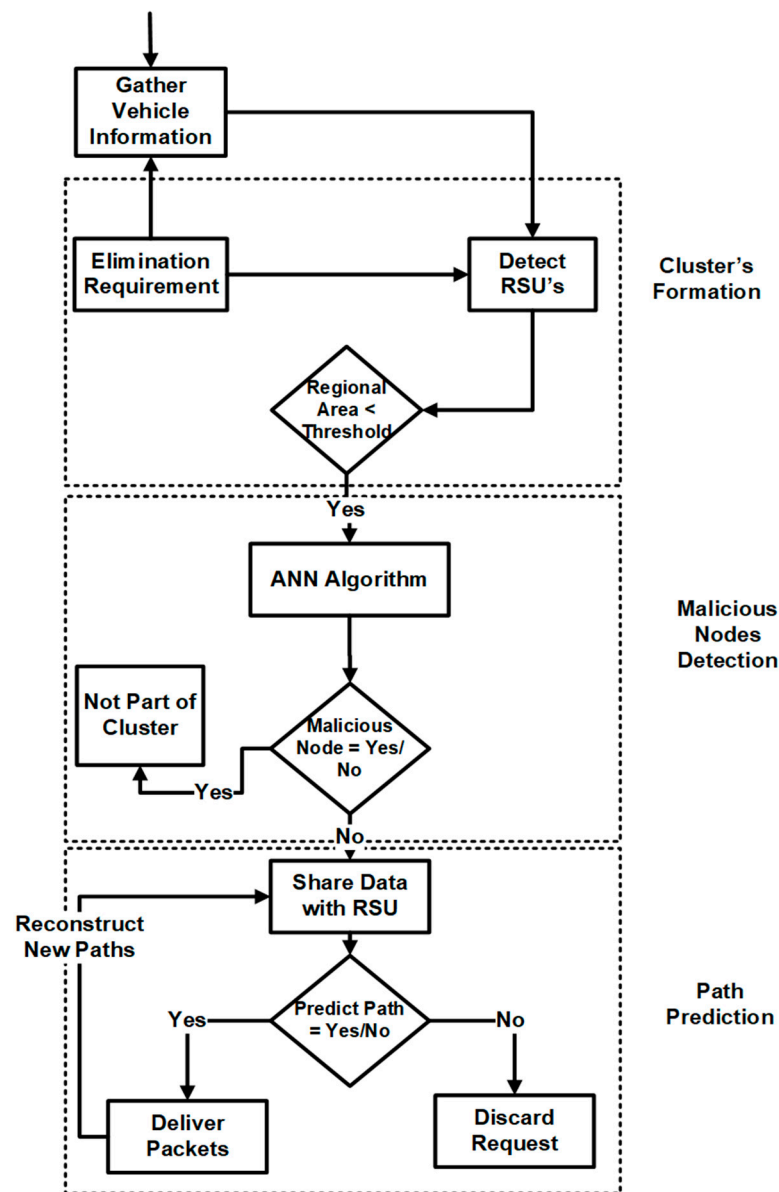 Gather
Vehicle
Information
Elimination
Requirement
Detect
RSU's
Cluster's
Formation
Regional
Area <
Threshold
Yes
ANN Algorithm
Malicious
Nodes
Detection
Not Part of
Cluster
Malicious
Node = Yes/
No
Yes
No
Share Data
with RSU
Reconstruct
New Paths
Predict Path
= Yes/No
Yes
No
Path
Prediction
Deliver
Packets
Discard
Request